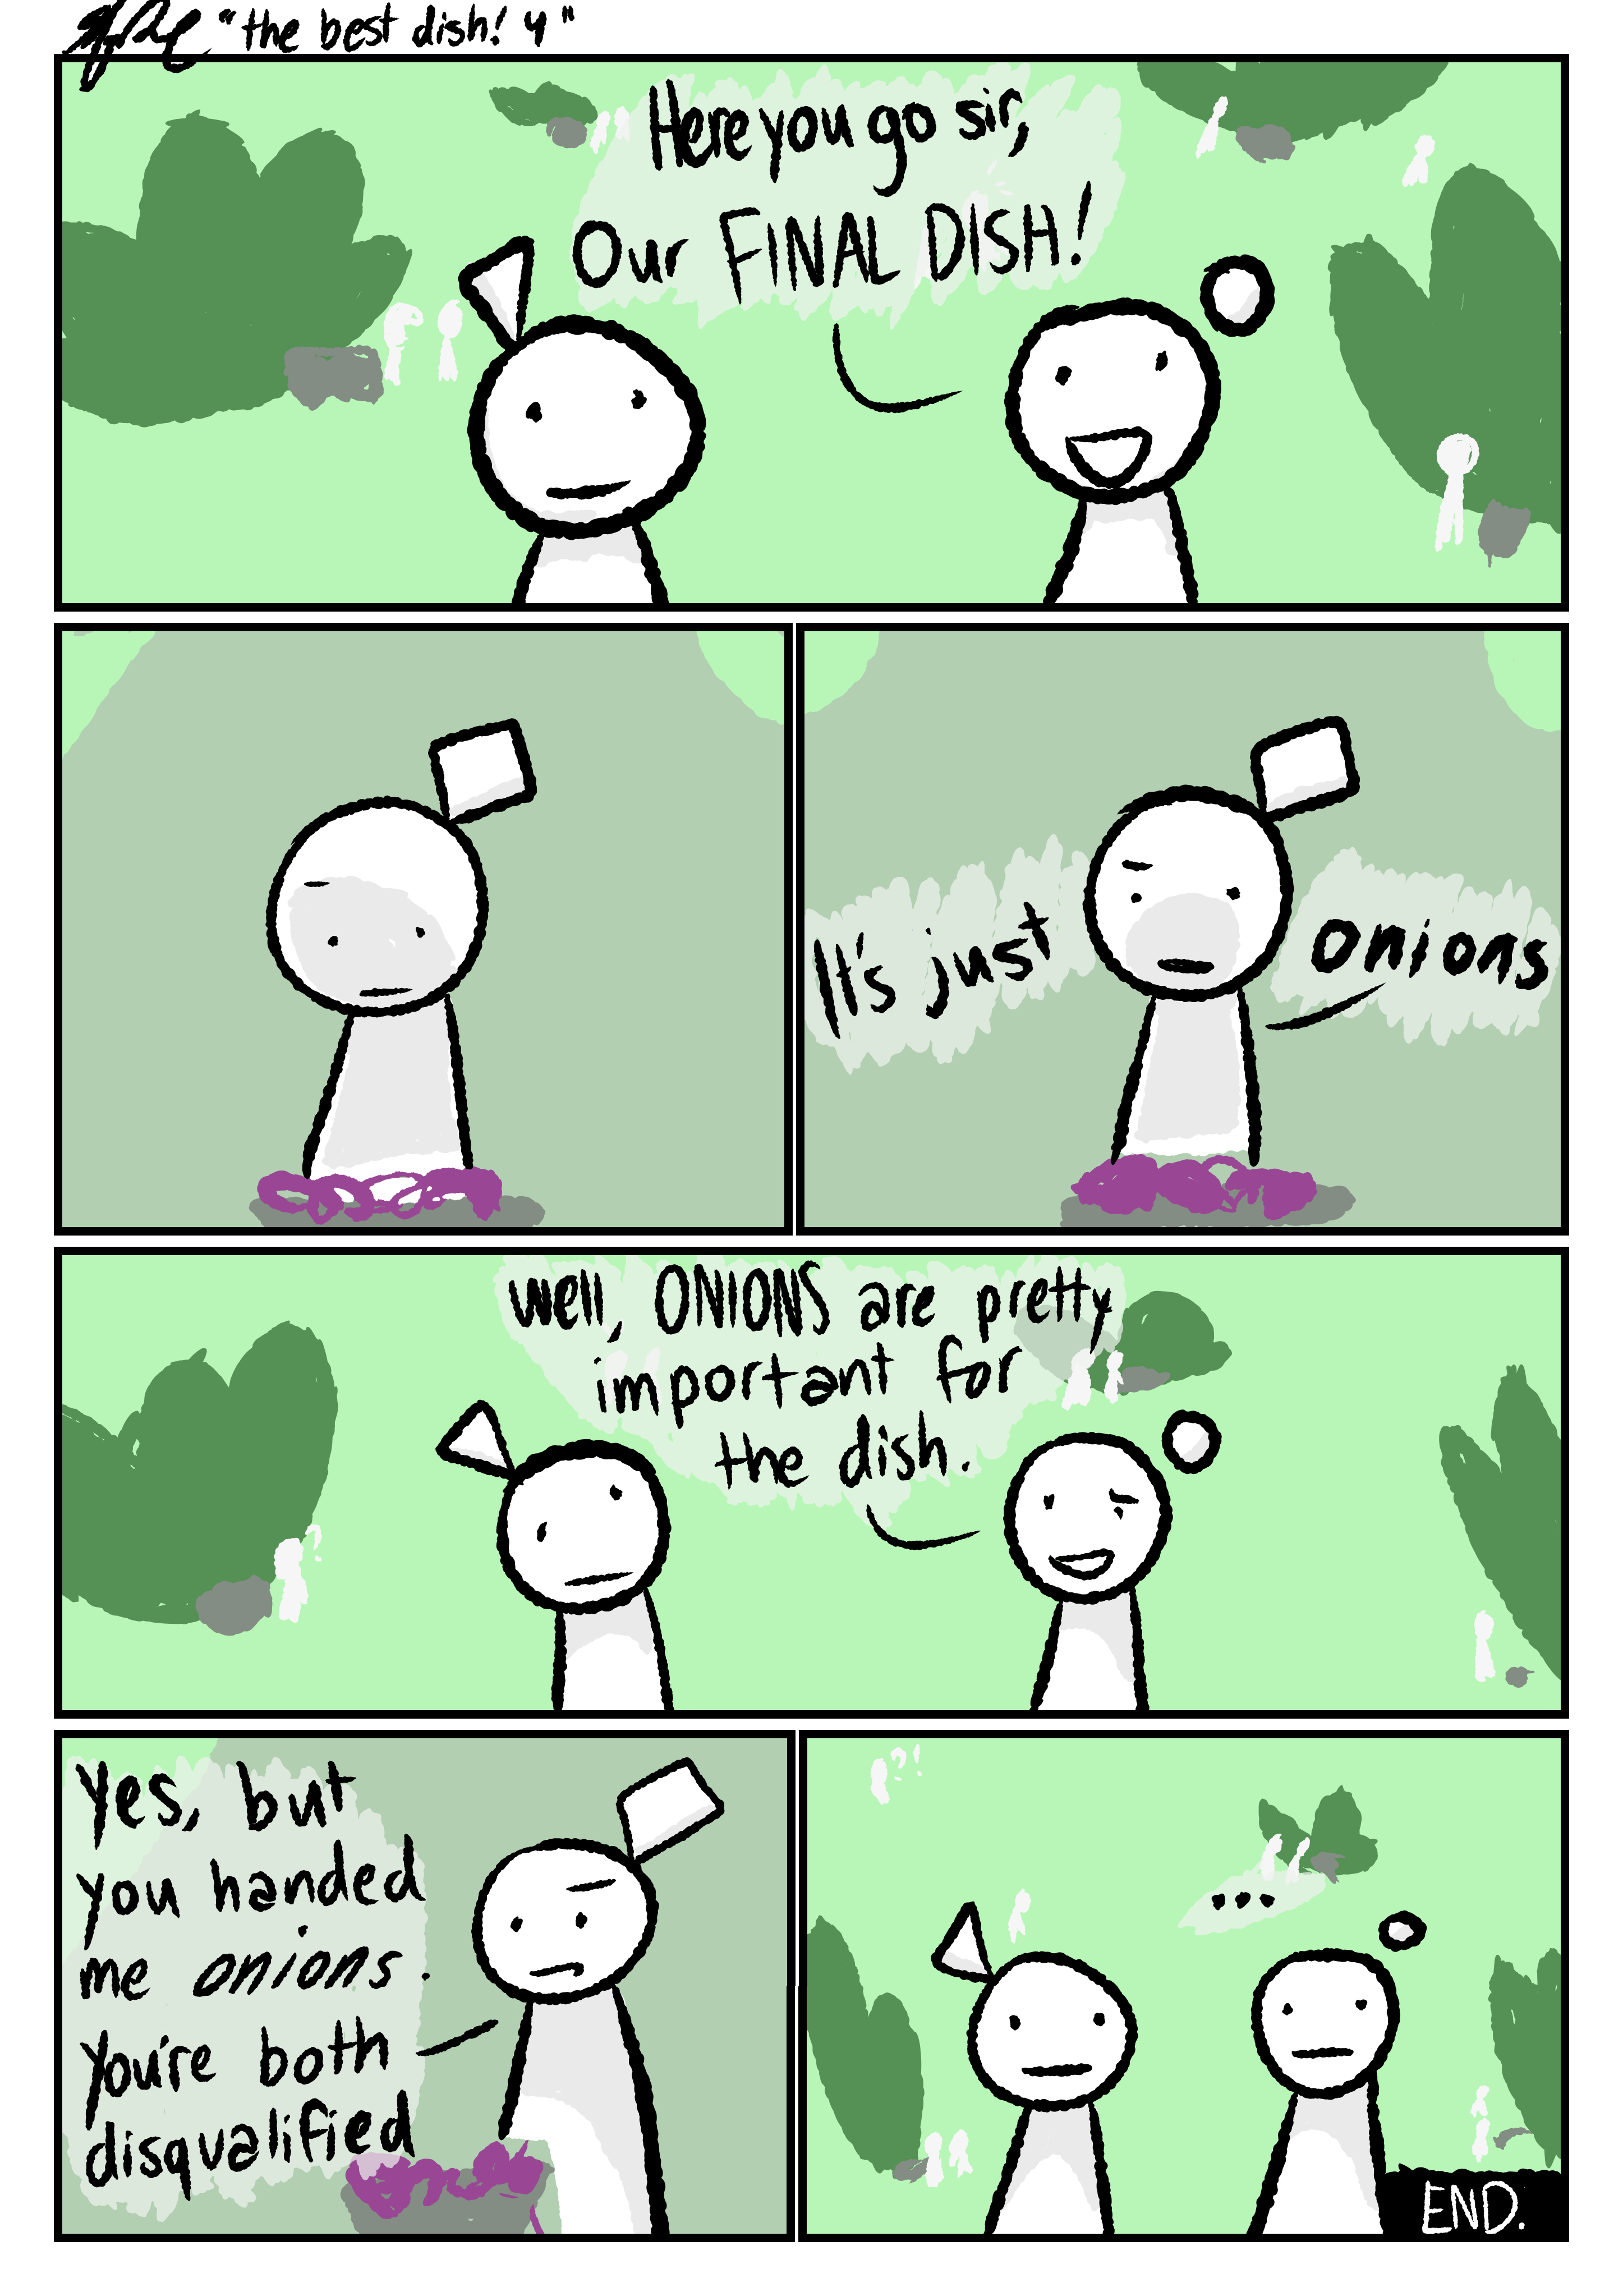 "the best dish! 4"
Here you go sir,
Our FINAL DISH!
It's just onions
Well, ONIONS are pretty
important for
the dish.
Yes, but
you handed
me onions.
You're both
disqualified
...
END.